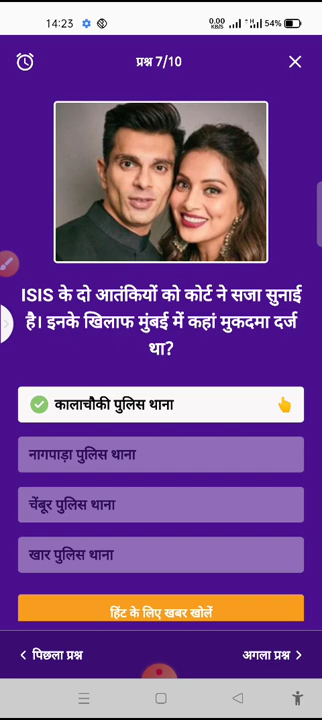 14:23
0.00 KB/S
54%
प्रश्न 7/10
ISIS के दो आतंकियों को कोर्ट ने सजा सुनाई
है। इनके खिलाफ मुंबई में कहां मुकदमा दर्ज
था?
कालाचौकी पुलिस थाना
नागपाड़ा पुलिस थाना
चेंबूर पुलिस थाना
खार पुलिस थाना
हिंट के लिए खबर खोलें
पिछला प्रश्न
अगला प्रश्न